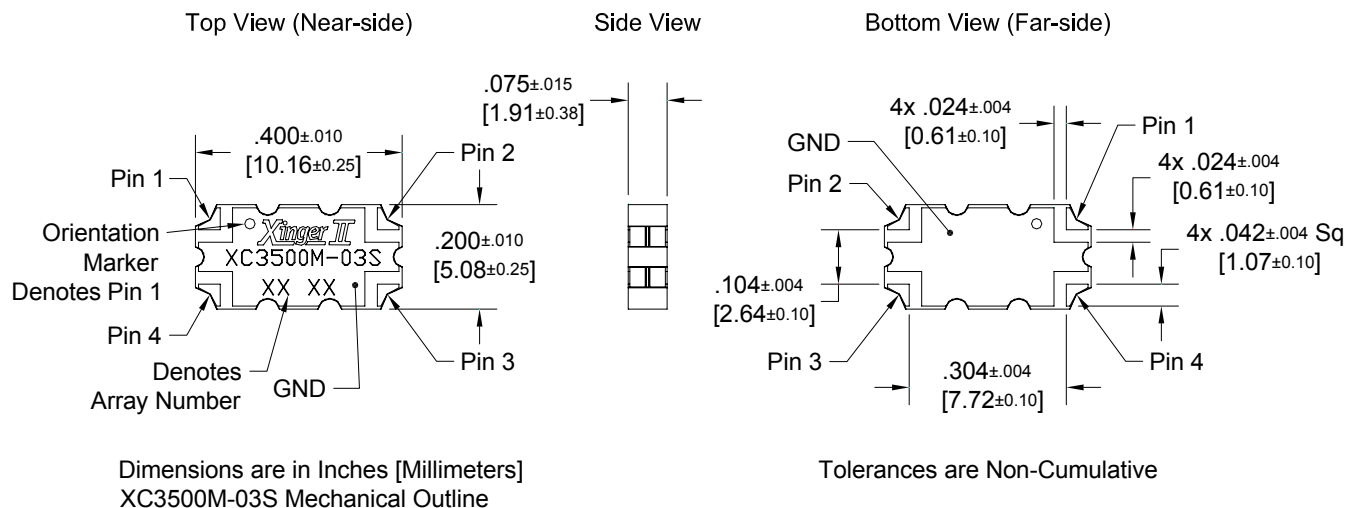 Top View (Near-side)
Side View
Bottom View (Far-side)
.400±.010
[10.16±0.25]
Pin 1
Pin 2
Orientation
Marker
Denotes Pin 1
Xinger II
XC3500M-03S
XX XX
.200±.010
[5.08±0.25]
Pin 4
Pin 3
Denotes
Array Number
GND
.075±.015
[1.91±0.38]
4x .024±.004
[0.61±0.10]
Pin 1
GND
Pin 2
4x .024±.004
[0.61±0.10]
4x .042±.004 Sq
[1.07±0.10]
.104±.004
[2.64±0.10]
Pin 3
Pin 4
.304±.004
[7.72±0.10]
Dimensions are in Inches [Millimeters]
XC3500M-03S Mechanical Outline
Tolerances are Non-Cumulative